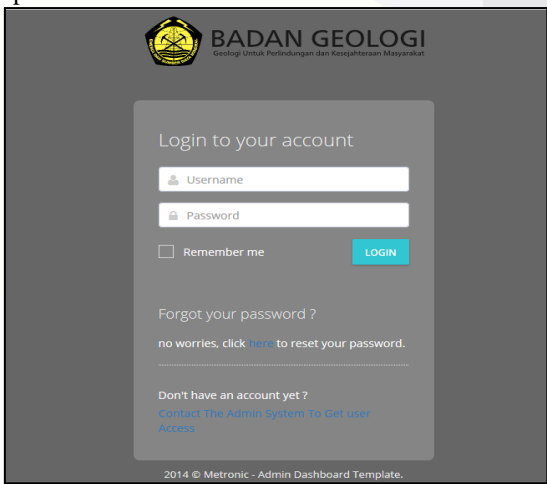 BADAN GEOLOGI
Geologi Untuk Perlindungan dan Kesejahteraan Masyarakat
Login to your account
Username
Password
Remember me
LOGIN
Forgot your password ?
no worries, click here to reset your password.
Don't have an account yet ?
Contact The Admin System To Get user
Access
2014 © Metronic - Admin Dashboard Template.